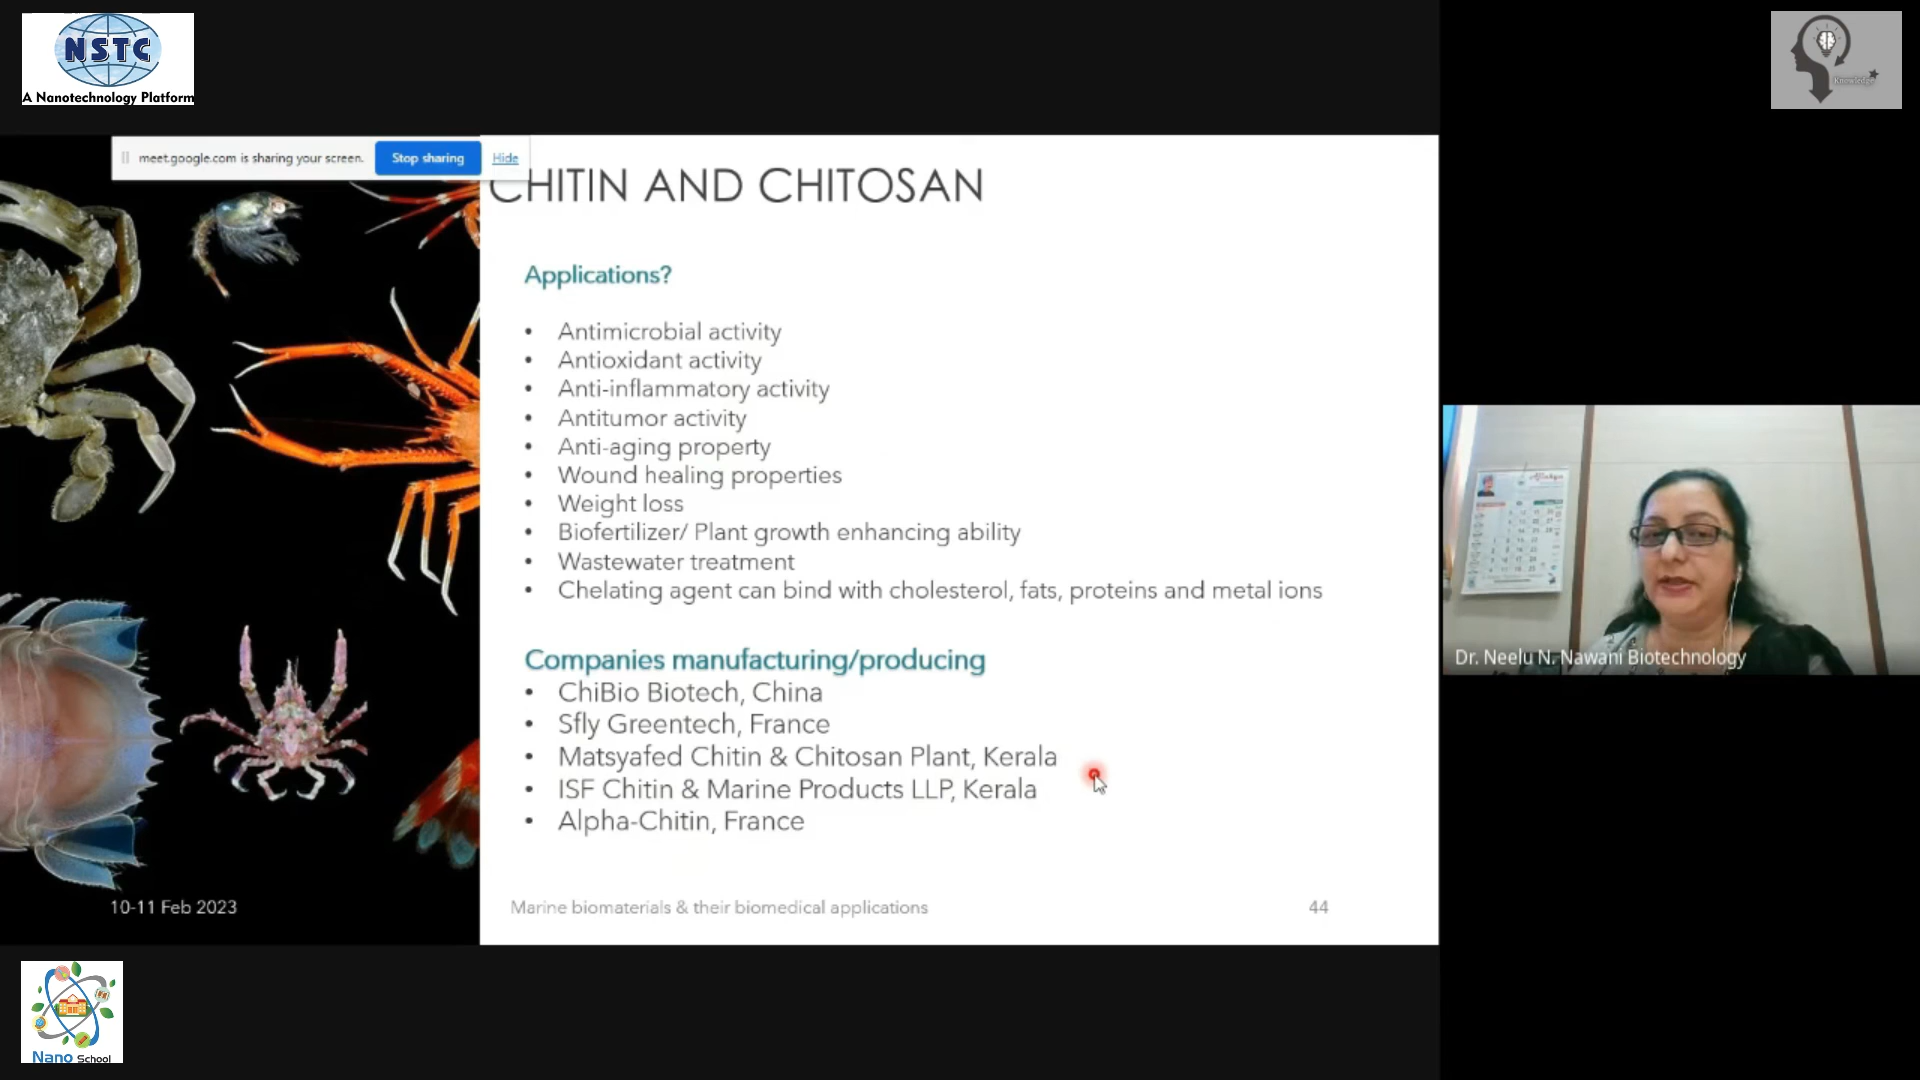 NSTC
A Nanotechnology Platform
Knowledge
meet.google.com is sharing your screen.
Stop sharing
Hide
CHITIN AND CHITOSAN
Applications?
• Antimicrobial activity
• Antioxidant activity
• Anti-inflammatory activity
• Antitumor activity
• Anti-aging property
• Wound healing properties
• Weight loss
• Biofertilizer/ Plant growth enhancing ability
• Wastewater treatment
• Chelating agent can bind with cholesterol, fats, proteins and metal ions
Companies manufacturing/producing
• ChiBio Biotech, China
• Sfly Greentech, France
• Matsyafed Chitin & Chitosan Plant, Kerala
• ISF Chitin & Marine Products LLP, Kerala
• Alpha-Chitin, France
10-11 Feb 2023
Marine biomaterials & their biomedical applications
44
Dr. Neelu N. Nawani Biotechnology
Nano School